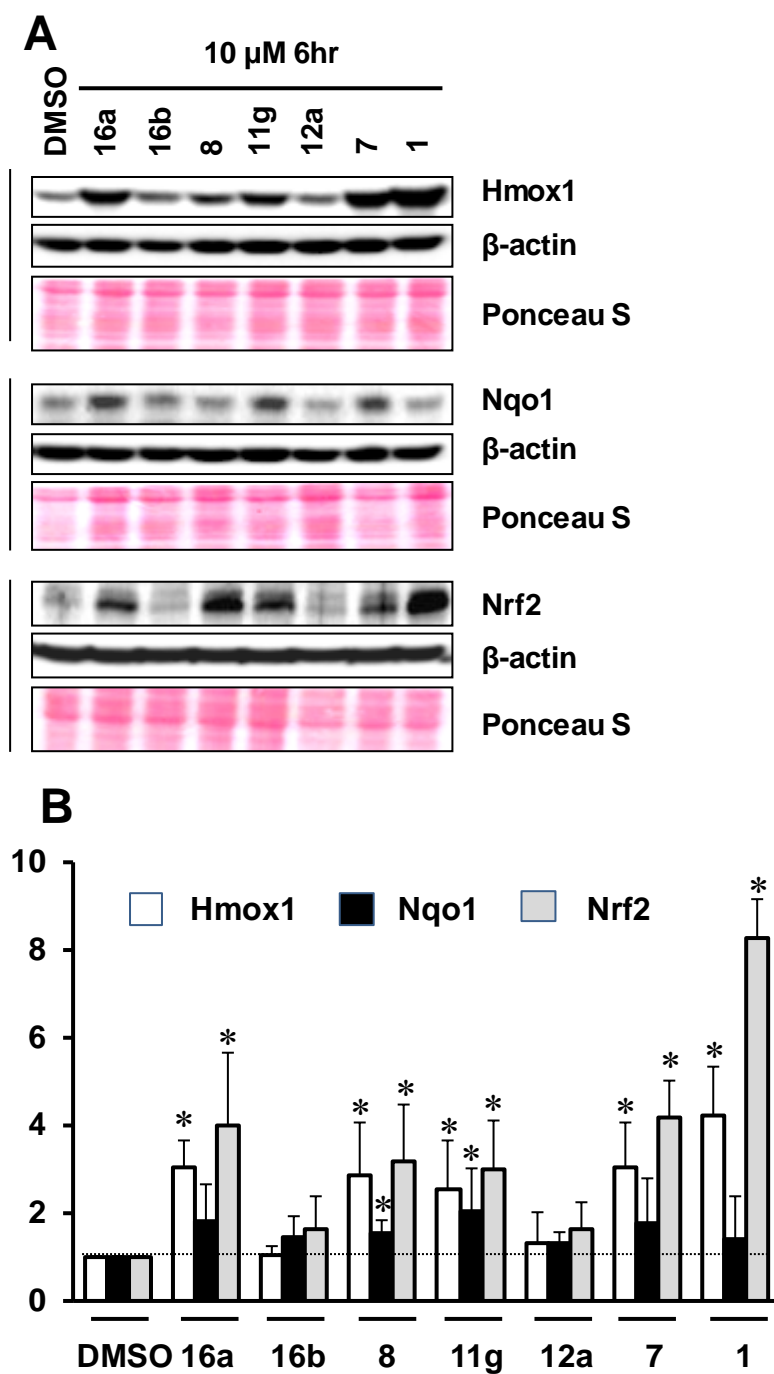 A
10 µM 6hr
DMSO 16a 16b 8 11g 12a 7 1
Hmox1
β-actin
Ponceau S
Nqo1
β-actin
Ponceau S
Nrf2
β-actin
Ponceau S
B
10
Hmox1 Nqo1 Nrf2
8
6
4
2
0
* * * * * * * * * * * *
DMSO 16a 16b 8 11g 12a 7 1